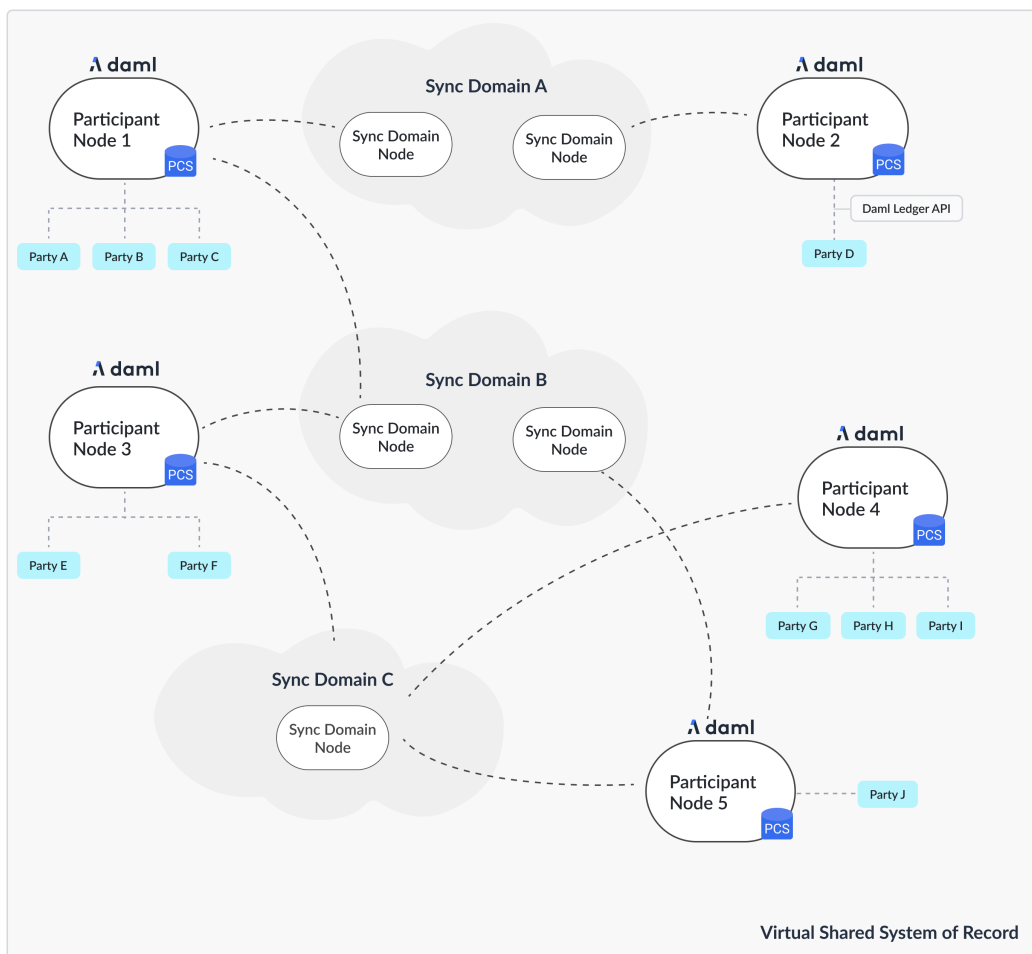 daml
Participant
Node 1
PCS
Party A
Party B
Party C
Sync Domain A
Sync Domain
Node
Sync Domain
Node
daml
Participant
Node 2
PCS
Daml Ledger API
Party D
daml
Participant
Node 3
PCS
Party E
Party F
Sync Domain B
Sync Domain
Node
Sync Domain
Node
daml
Participant
Node 4
PCS
Party G
Party H
Party I
Sync Domain C
Sync Domain
Node
daml
Participant
Node 5
PCS
Party J
Virtual Shared System of Record